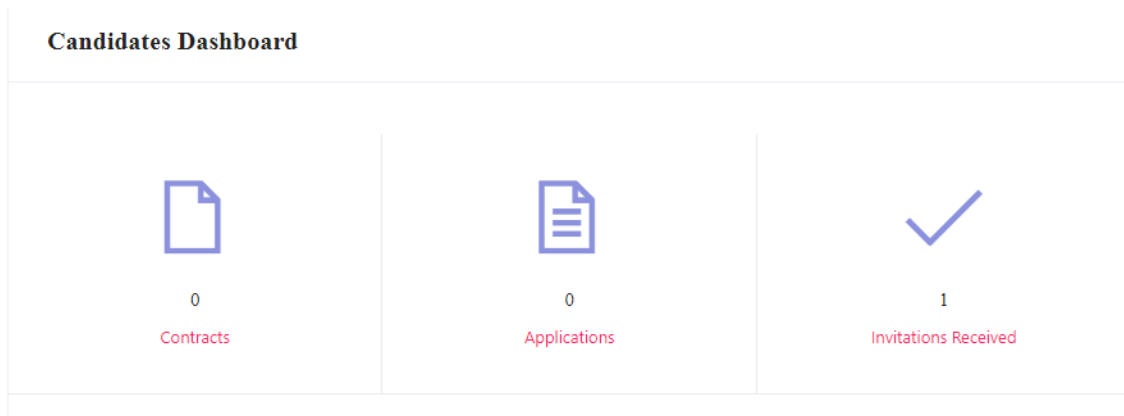 Candidates Dashboard
0
Contracts
0
Applications
1
Invitations Received